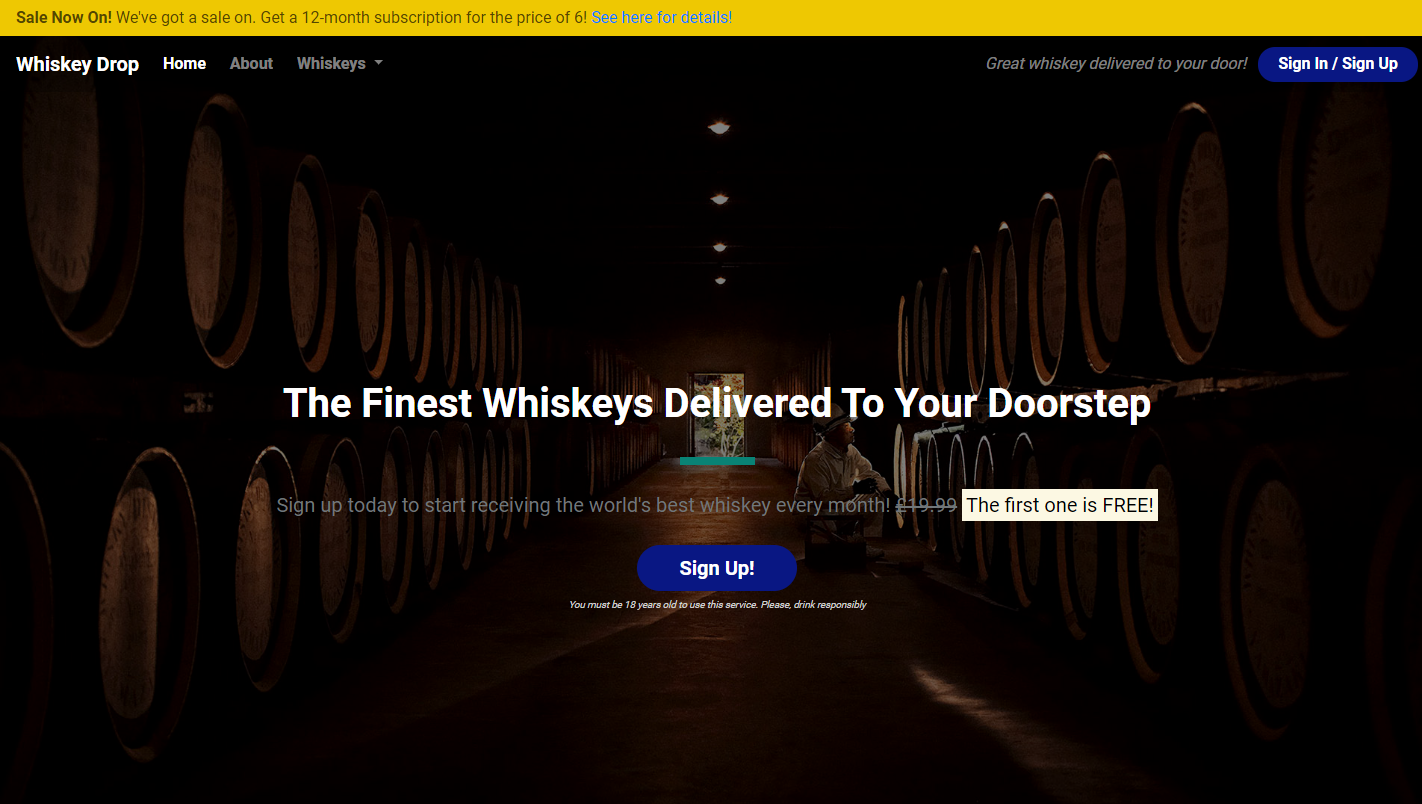 Sale Now On! We've got a sale on. Get a 12-month subscription for the price of 6! See here for details!
Whiskey Drop Home About Whiskeys Great whiskey delivered to your door! Sign In / Sign Up
The Finest Whiskeys Delivered To Your Doorstep
Sign up today to start receiving the world's best whiskey every month! £19.99 The first one is FREE!
Sign Up!
You must be 18 years old to use this service. Please, drink responsibly